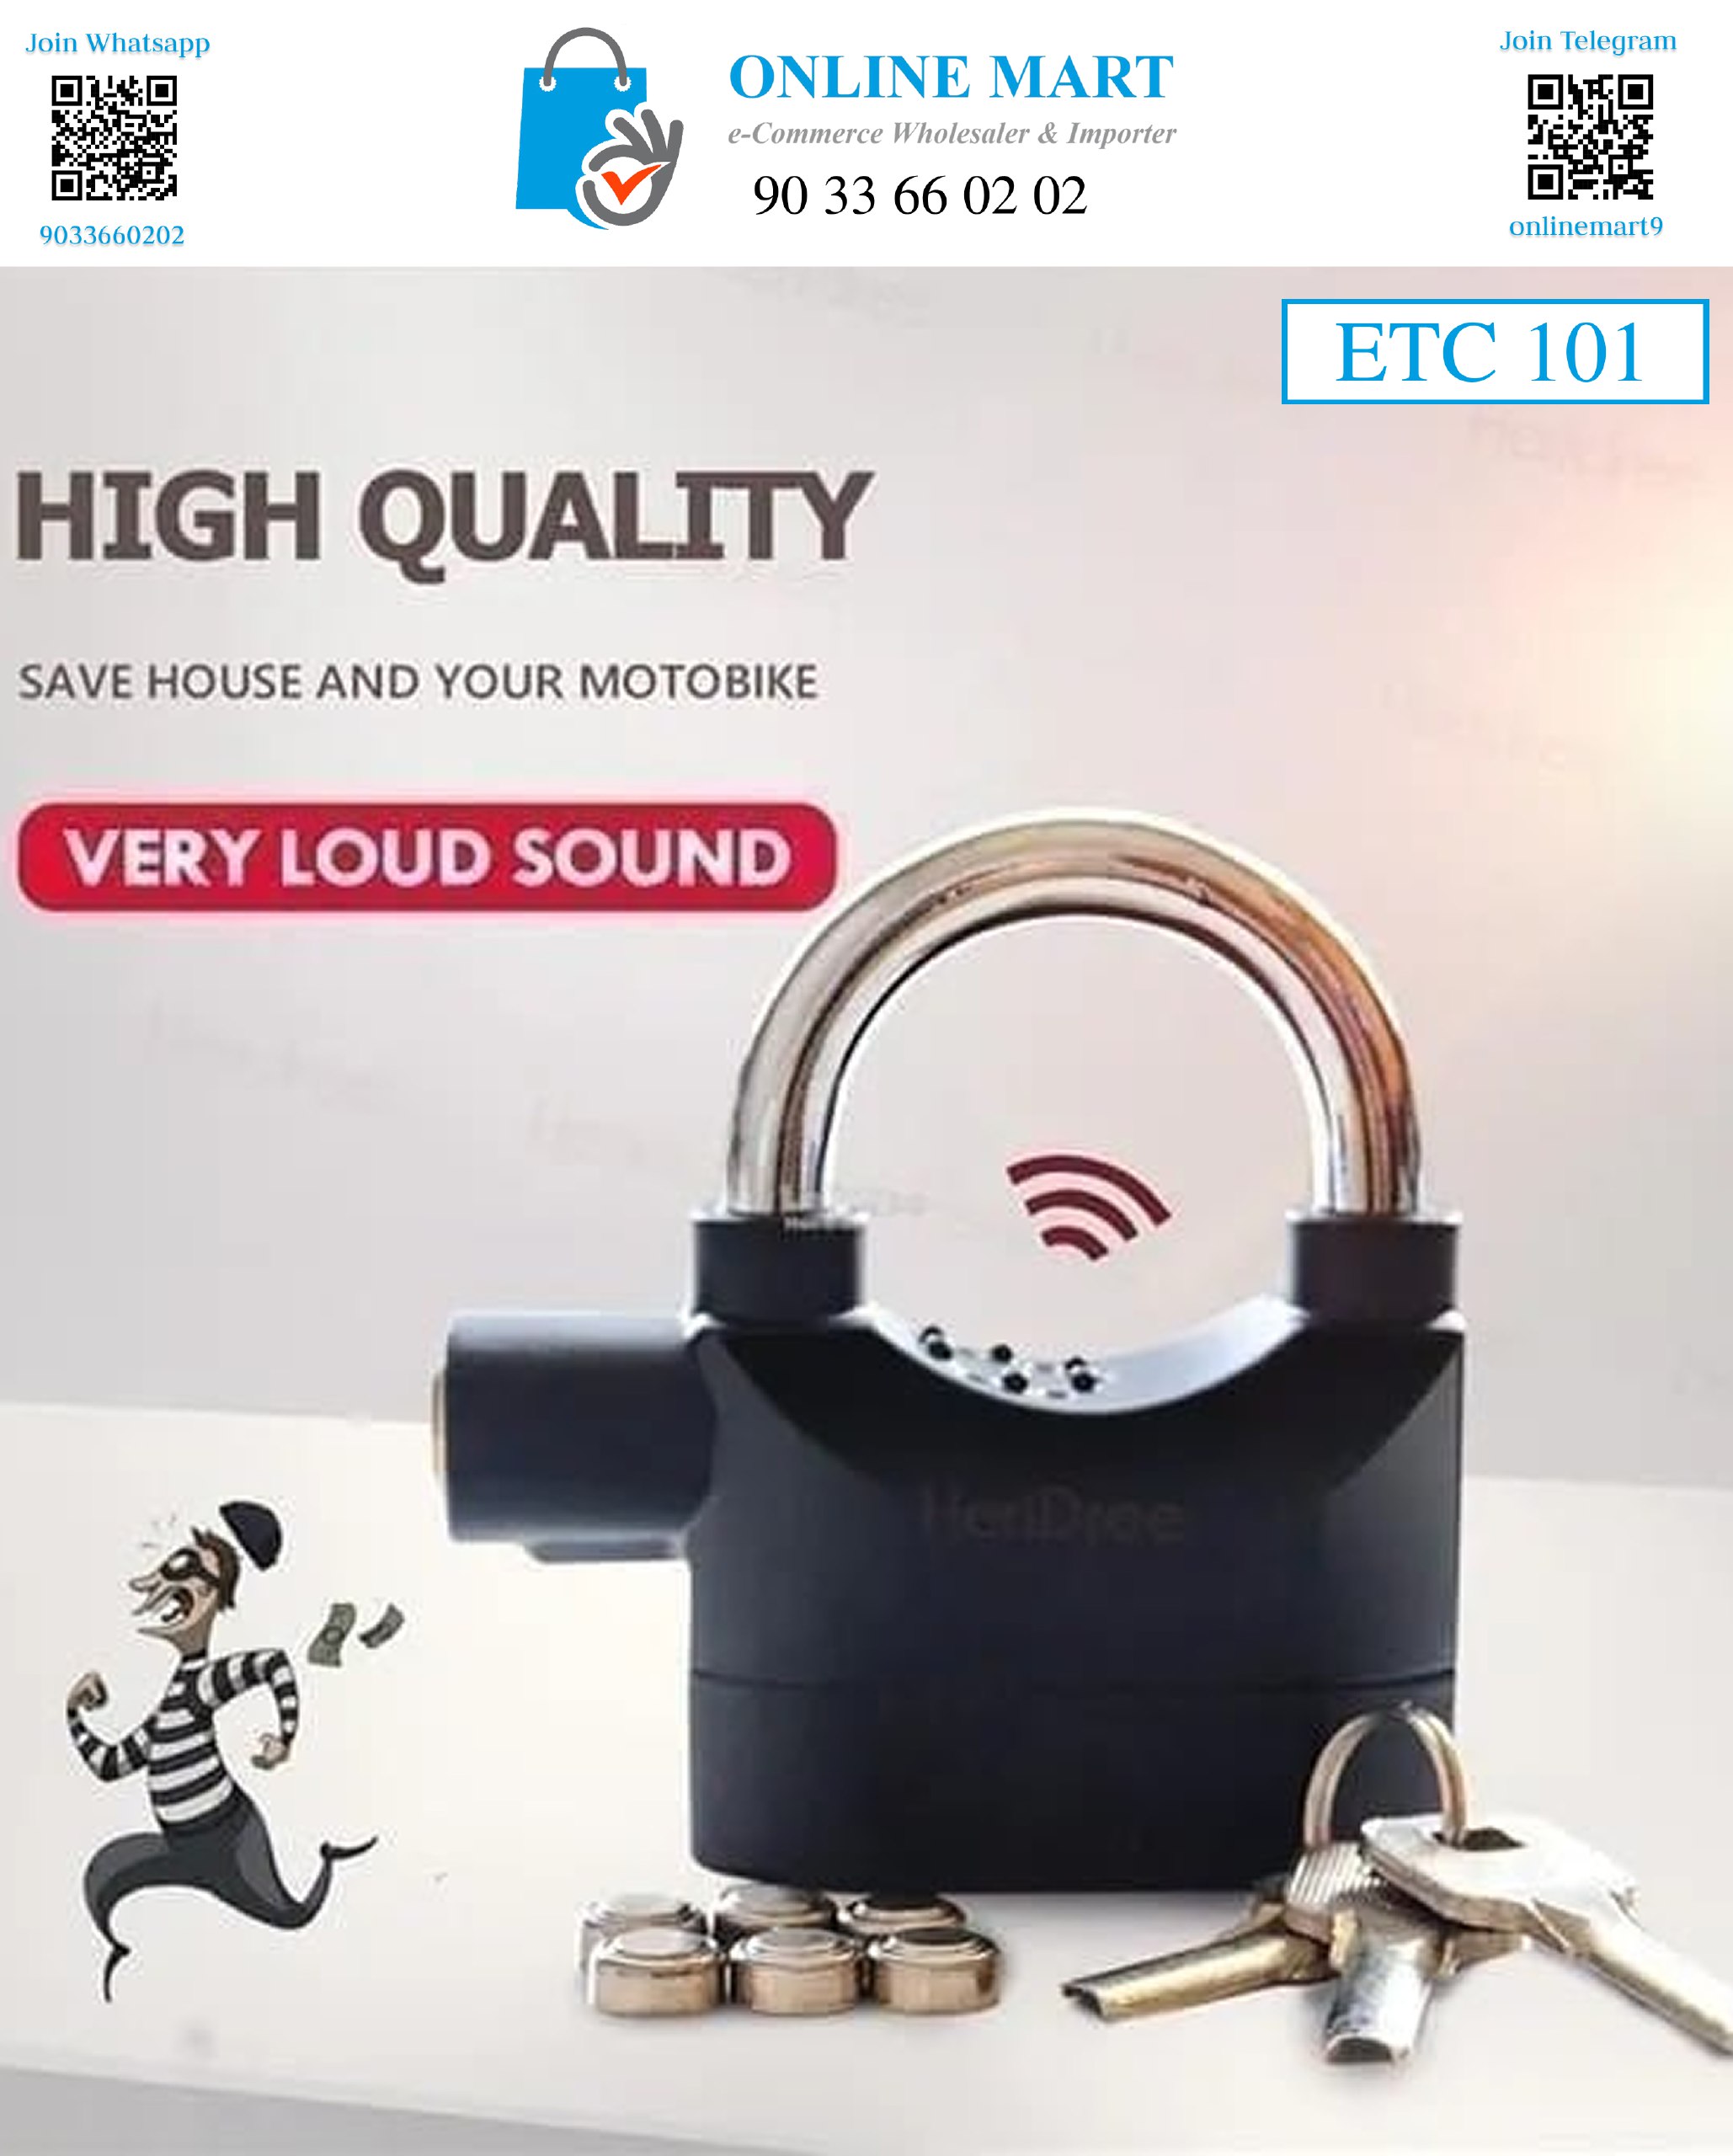 Join Whatsapp
9033660202
ONLINE MART
e-Commerce Wholesaler & Importer
90 33 66 02 02
Join Telegram
onlinemart9
ETC 101
HIGH QUALITY
SAVE HOUSE AND YOUR MOTOBIKE
VERY LOUD SOUND